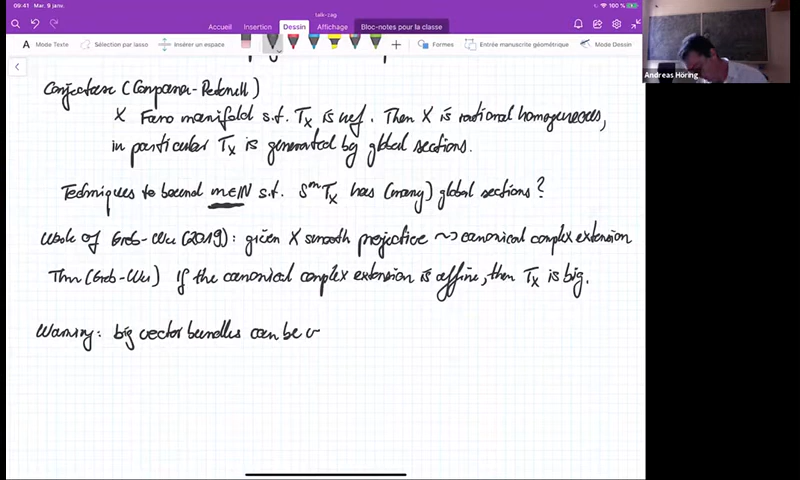 09:41 Mar. 9 janv.
talk-zag
100 %
Accueil Insertion Dessin Affichage Bloc-notes pour la classe
Mode Texte Sélection par lasso Insérer un espace Formes Entrée manuscrite géométrique Mode Dessin
Andreas Höring
Conjecture (Campana-Peternell)
X Fano manifold s.t. T_X is nef. Then X is rational homogeneous,
in particular T_X is generated by global sections.
Techniques to bound m∈ℕ s.t. S^m T_X has (many) global sections?
Work of Greb-Wu (2019): given X smooth projective ⤳ canonical complex extension
Thm (Greb-Wu) If the canonical complex extension is affine, then T_X is big.
Warning: big vector bundles can be